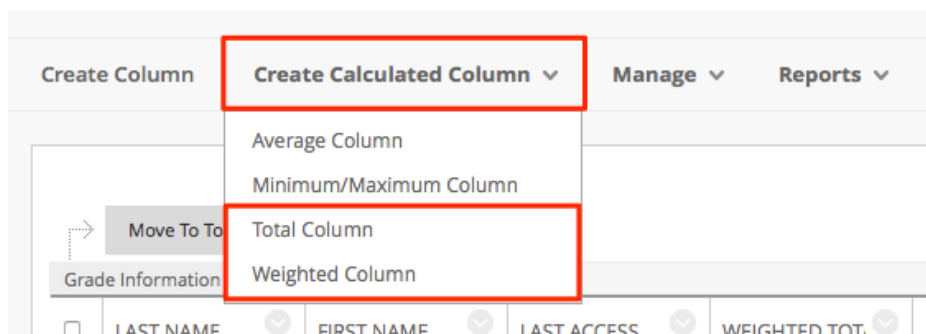 Create Column Create Calculated Column Manage Reports
Average Column
Minimum/Maximum Column
Move To To Total Column
Grade Information Weighted Column
LAST NAME FIRST NAME LAST ACCESS WEIGHTED TOT